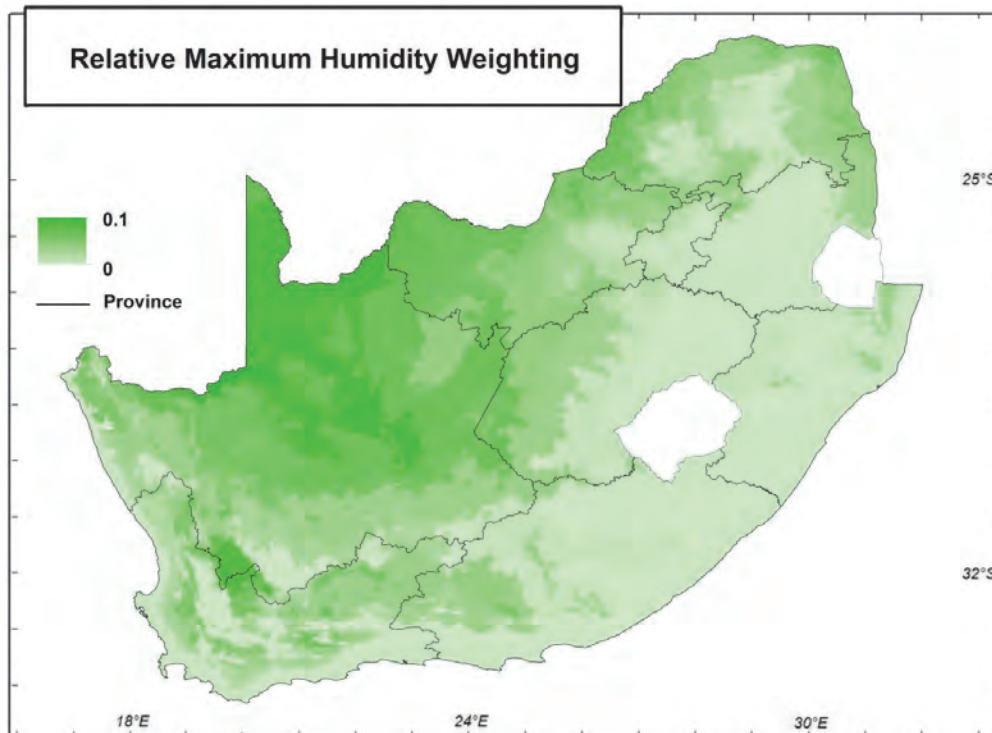 Relative Maximum Humidity Weighting
25°S
0.1
0
Province
32°S
18°E
24°E
30°E